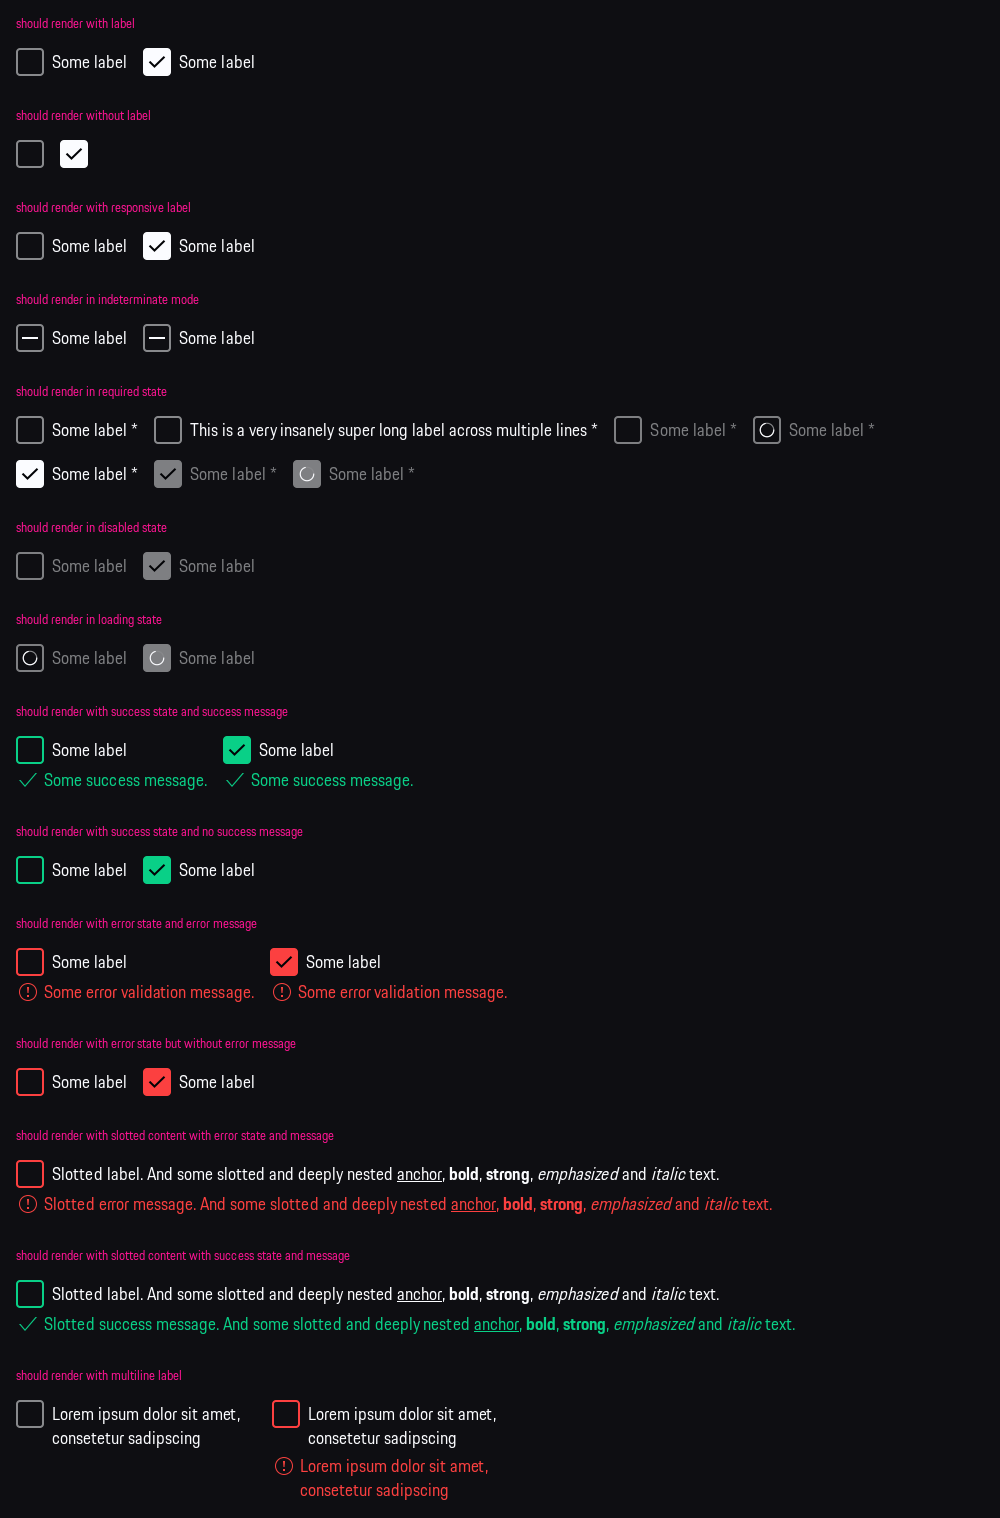 should render with label
Some label Some label
should render without label
should render with responsive label
Some label Some label
should render in indeterminate mode
Some label Some label
should render in required state
Some label * This is a very insanely super long label across multiple lines * Some label * Some label *
Some label * Some label * Some label *
should render in disabled state
Some label Some label
should render in loading state
Some label Some label
should render with success state and success message
Some label Some label
Some success message. Some success message.
should render with success state and no success message
Some label Some label
should render with error state and error message
Some label Some label
Some error validation message. Some error validation message.
should render with error state but without error message
Some label Some label
should render with slotted content with error state and message
Slotted label. And some slotted and deeply nested anchor, bold, strong, emphasized and italic text.
Slotted error message. And some slotted and deeply nested anchor, bold, strong, emphasized and italic text.
should render with slotted content with success state and message
Slotted label. And some slotted and deeply nested anchor, bold, strong, emphasized and italic text.
Slotted success message. And some slotted and deeply nested anchor, bold, strong, emphasized and italic text.
should render with multiline label
Lorem ipsum dolor sit amet, Lorem ipsum dolor sit amet,
consetetur sadipscing consetetur sadipscing
Lorem ipsum dolor sit amet,
consetetur sadipscing